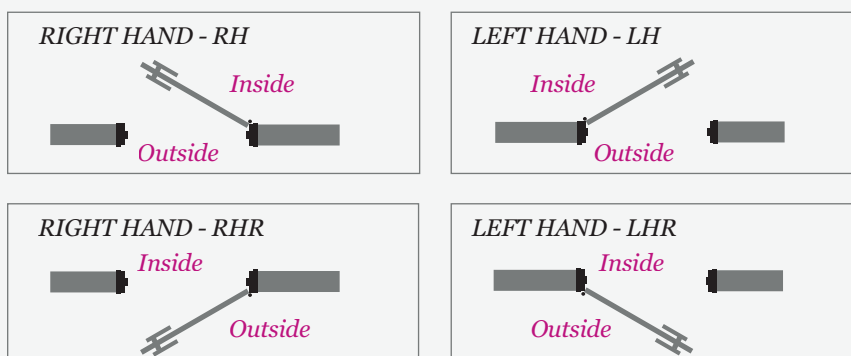 RIGHT HAND - RH
Inside
Outside
LEFT HAND - LH
Inside
Outside
RIGHT HAND - RHR
Inside
Outside
LEFT HAND - LHR
Inside
Outside